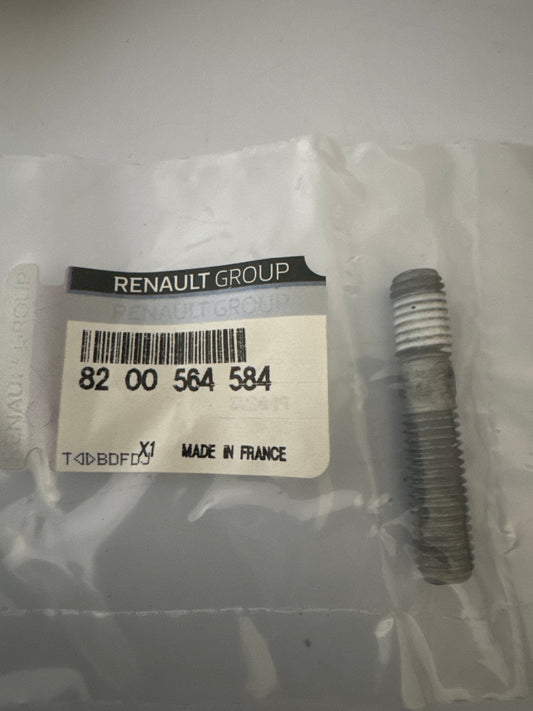 RENAULT GROUP
82 00 564 584
X1
MADE IN FRANCE